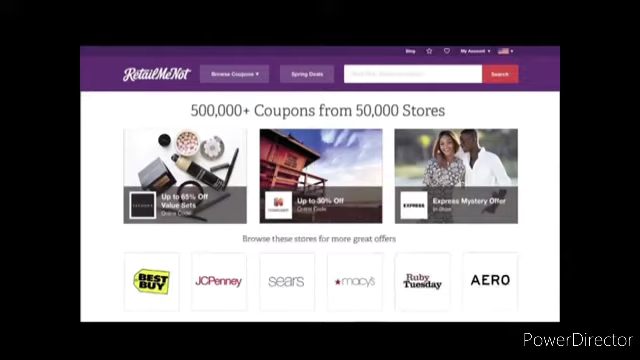 Blog My Account
RetailMeNot Browse Coupons Spring Deals Search
500,000+ Coupons from 50,000 Stores
SEPHORA Up to 65% Off
Value Sets
Online Code
Up to 30% Off
Online Code
EXPRESS Express Mystery Offer
In-Store
Browse these stores for more great offers
BEST BUY JCPenney sears macy's Ruby Tuesday AERO
PowerDirector